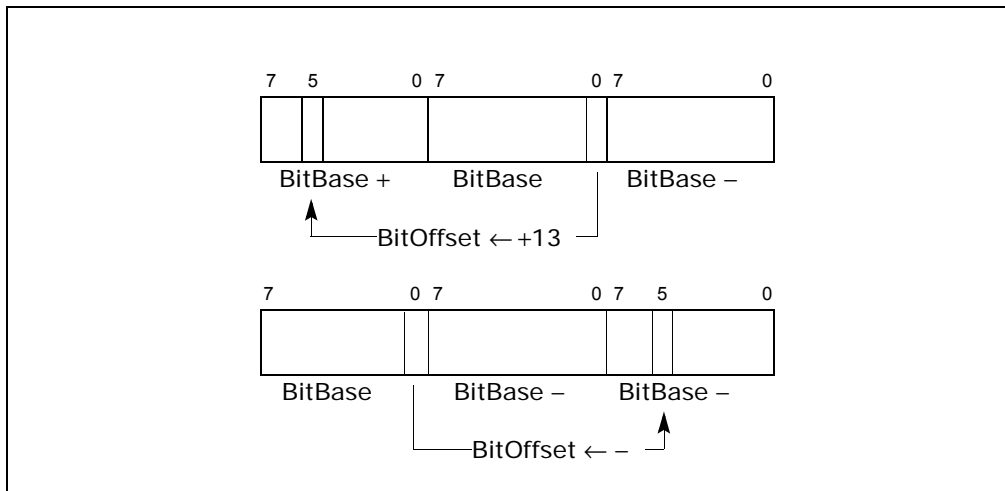 7 5 0 7 0 7 0
BitBase + BitBase BitBase −
BitOffset ← +13
7 0 7 0 7 5 0
BitBase BitBase − BitBase −
BitOffset ← −